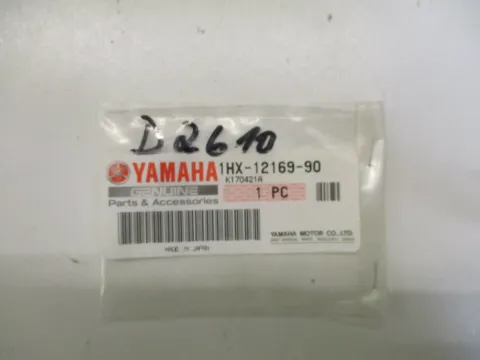 D2610
YAMAHA 1HX-12169-90
K170421A
GENUINE 1 PC
Parts & Accessories
YAMAHA MOTOR CO.,LTD.
MADE IN JAPAN